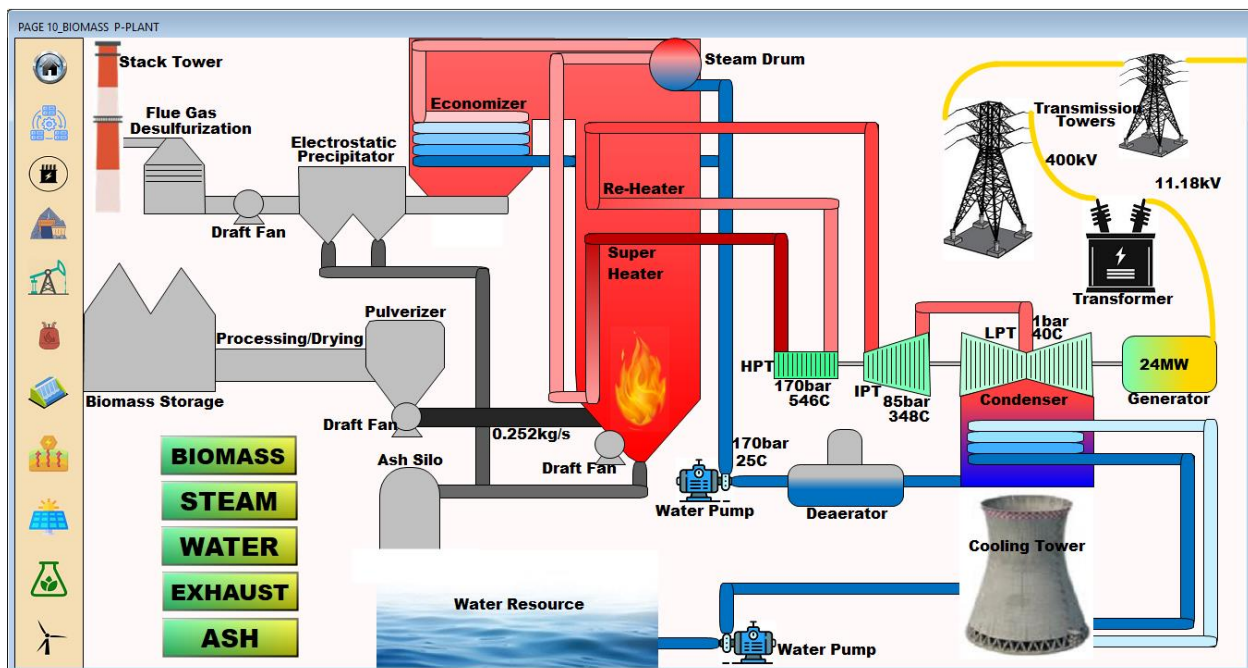 PAGE 10_BIOMASS P-PLANT
Stack Tower
Flue Gas
Desulfurization
Electrostatic
Precipitator
Economizer
Steam Drum
Transmission
Towers
400kV
11.18kV
Draft Fan
Re-Heater
Super
Heater
Transformer
Pulverizer
Processing/Drying
Biomass Storage
HPT
170bar
546C
IPT
85bar
348C
LPT
1bar
40C
Condenser
24MW
Generator
Draft Fan
0.252kg/s
Draft Fan
Ash Silo
170bar
25C
Water Pump
Deaerator
BIOMASS
STEAM
WATER
EXHAUST
ASH
Water Resource
Water Pump
Cooling Tower